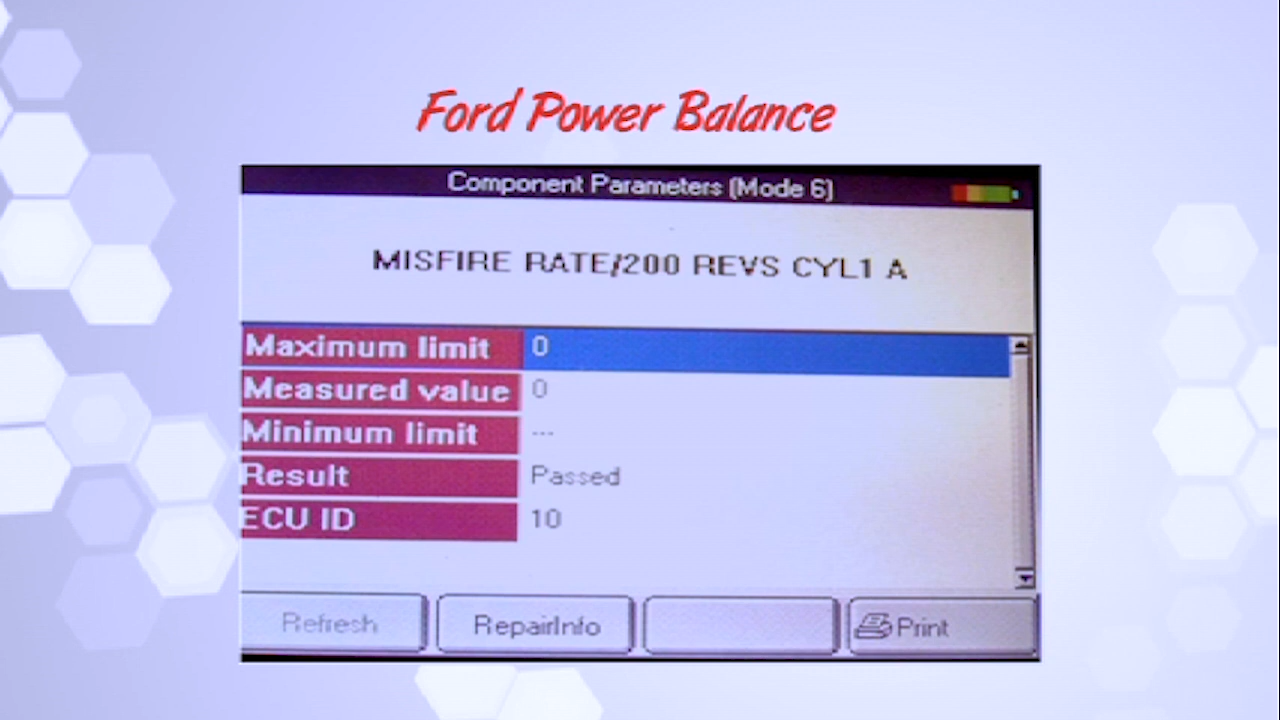 Ford Power Balance
Component Parameters (Mode 6)
MISFIRE RATE/200 REVS CYL1 A
Maximum limit 0
Measured value 0
Minimum limit ---
Result Passed
ECU ID 10
Refresh RepairInfo Print